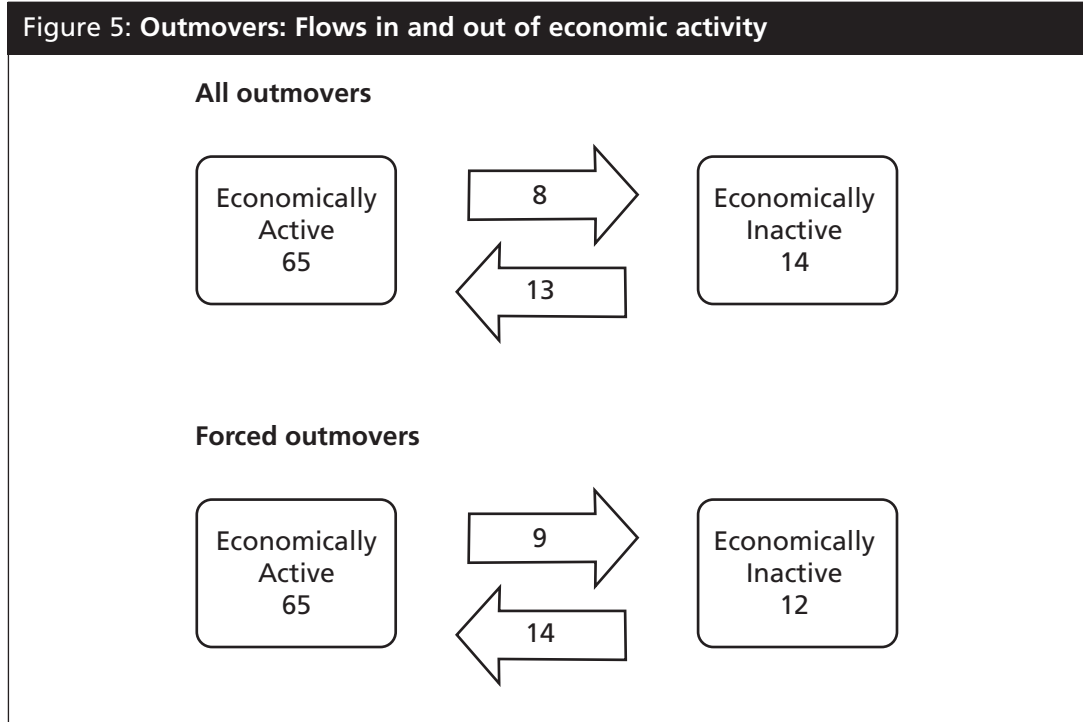 Figure 5: Outmovers: Flows in and out of economic activity
All outmovers
Economically
Active
65
8
13
Economically
Inactive
14
Forced outmovers
Economically
Active
65
9
14
Economically
Inactive
12